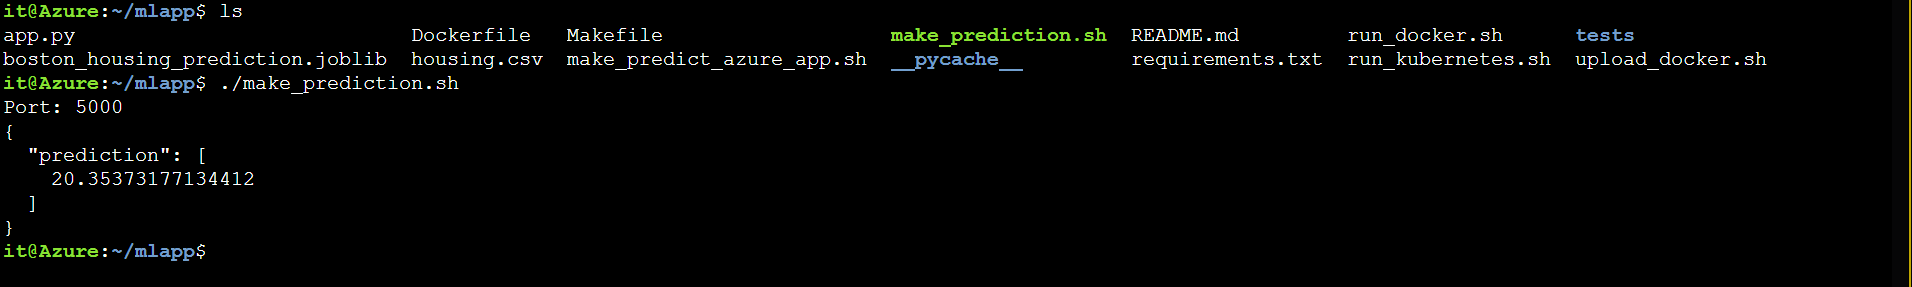 it@Azure:~/mlapp$ ls
app.py                            Dockerfile   Makefile                   make_prediction.sh  README.md         run_docker.sh      tests
boston_housing_prediction.joblib  housing.csv  make_predict_azure_app.sh  __pycache__         requirements.txt  run_kubernetes.sh  upload_docker.sh
it@Azure:~/mlapp$ ./make_prediction.sh
Port: 5000
{
  "prediction": [
    20.35373177134412
  ]
}
it@Azure:~/mlapp$